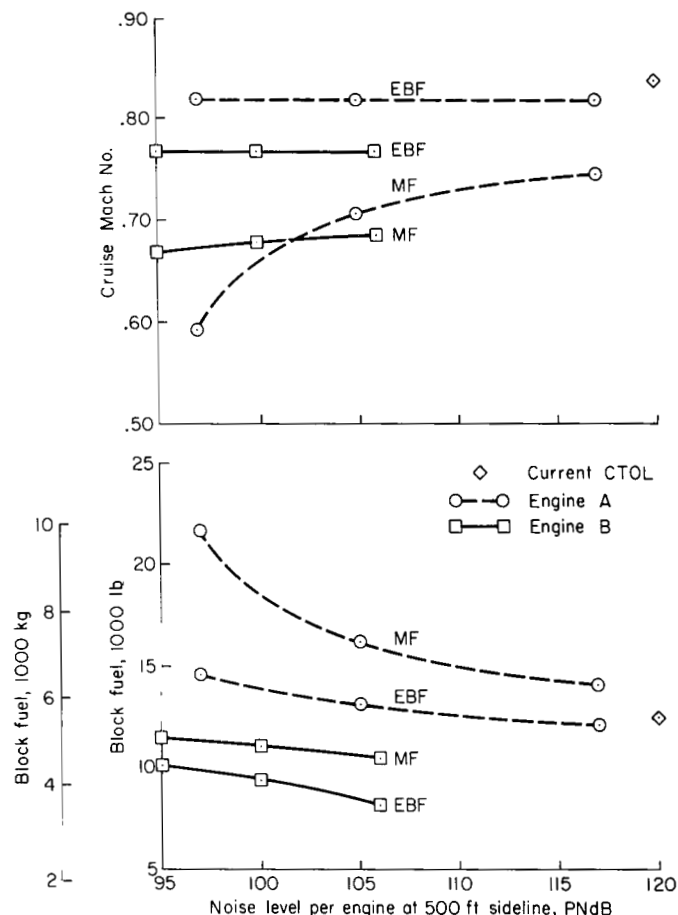 .90
.80
.70
.60
.50
Cruise Mach No.
EBF
EBF
MF
MF
25
20
15
10
5
Block fuel, 1000 lb
10
8
6
4
2
Block fuel, 1000 kg
Current CTOL
Engine A
Engine B
MF
EBF
MF
EBF
95 100 105 110 115 120
Noise level per engine at 500 ft sideline, PNdB